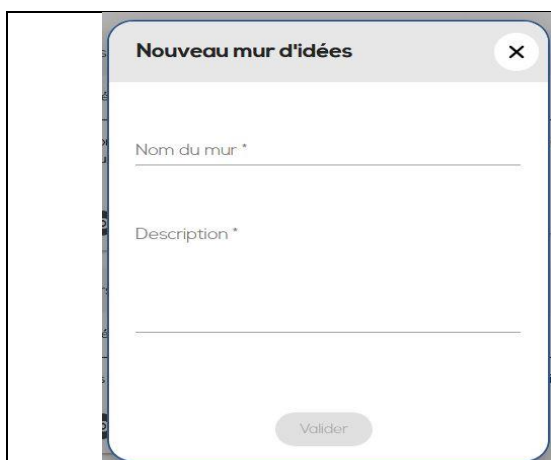 Nouveau mur d'idées
Nom du mur *
Description *
Valider